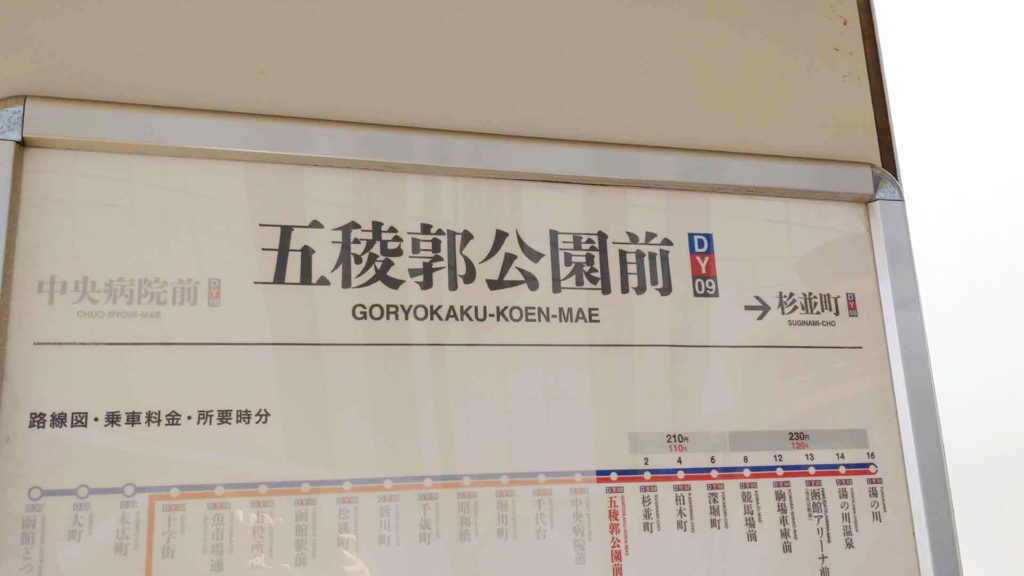 五稜郭公園前
DY09
GORYOKAKU-KOEN-MAE
中央病院前
DY10
CHUO-BYOIN-MAE
→杉並町
DY08
SUGINAMI-CHO
路線図・乗車料金・所要時分
210円
110円
230円
120円
2 4 6 8 12 13 14 16
大町
末広町
十字街
魚市場通
市役所前
函館駅前
松風町
新川町
千歳町
昭和橋
堀川町
千代台
中央病院前
五稜郭公園前
杉並町
柏木町
深堀町
競馬場前
駒場車庫前
函館アリーナ前
湯の川温泉
湯の川